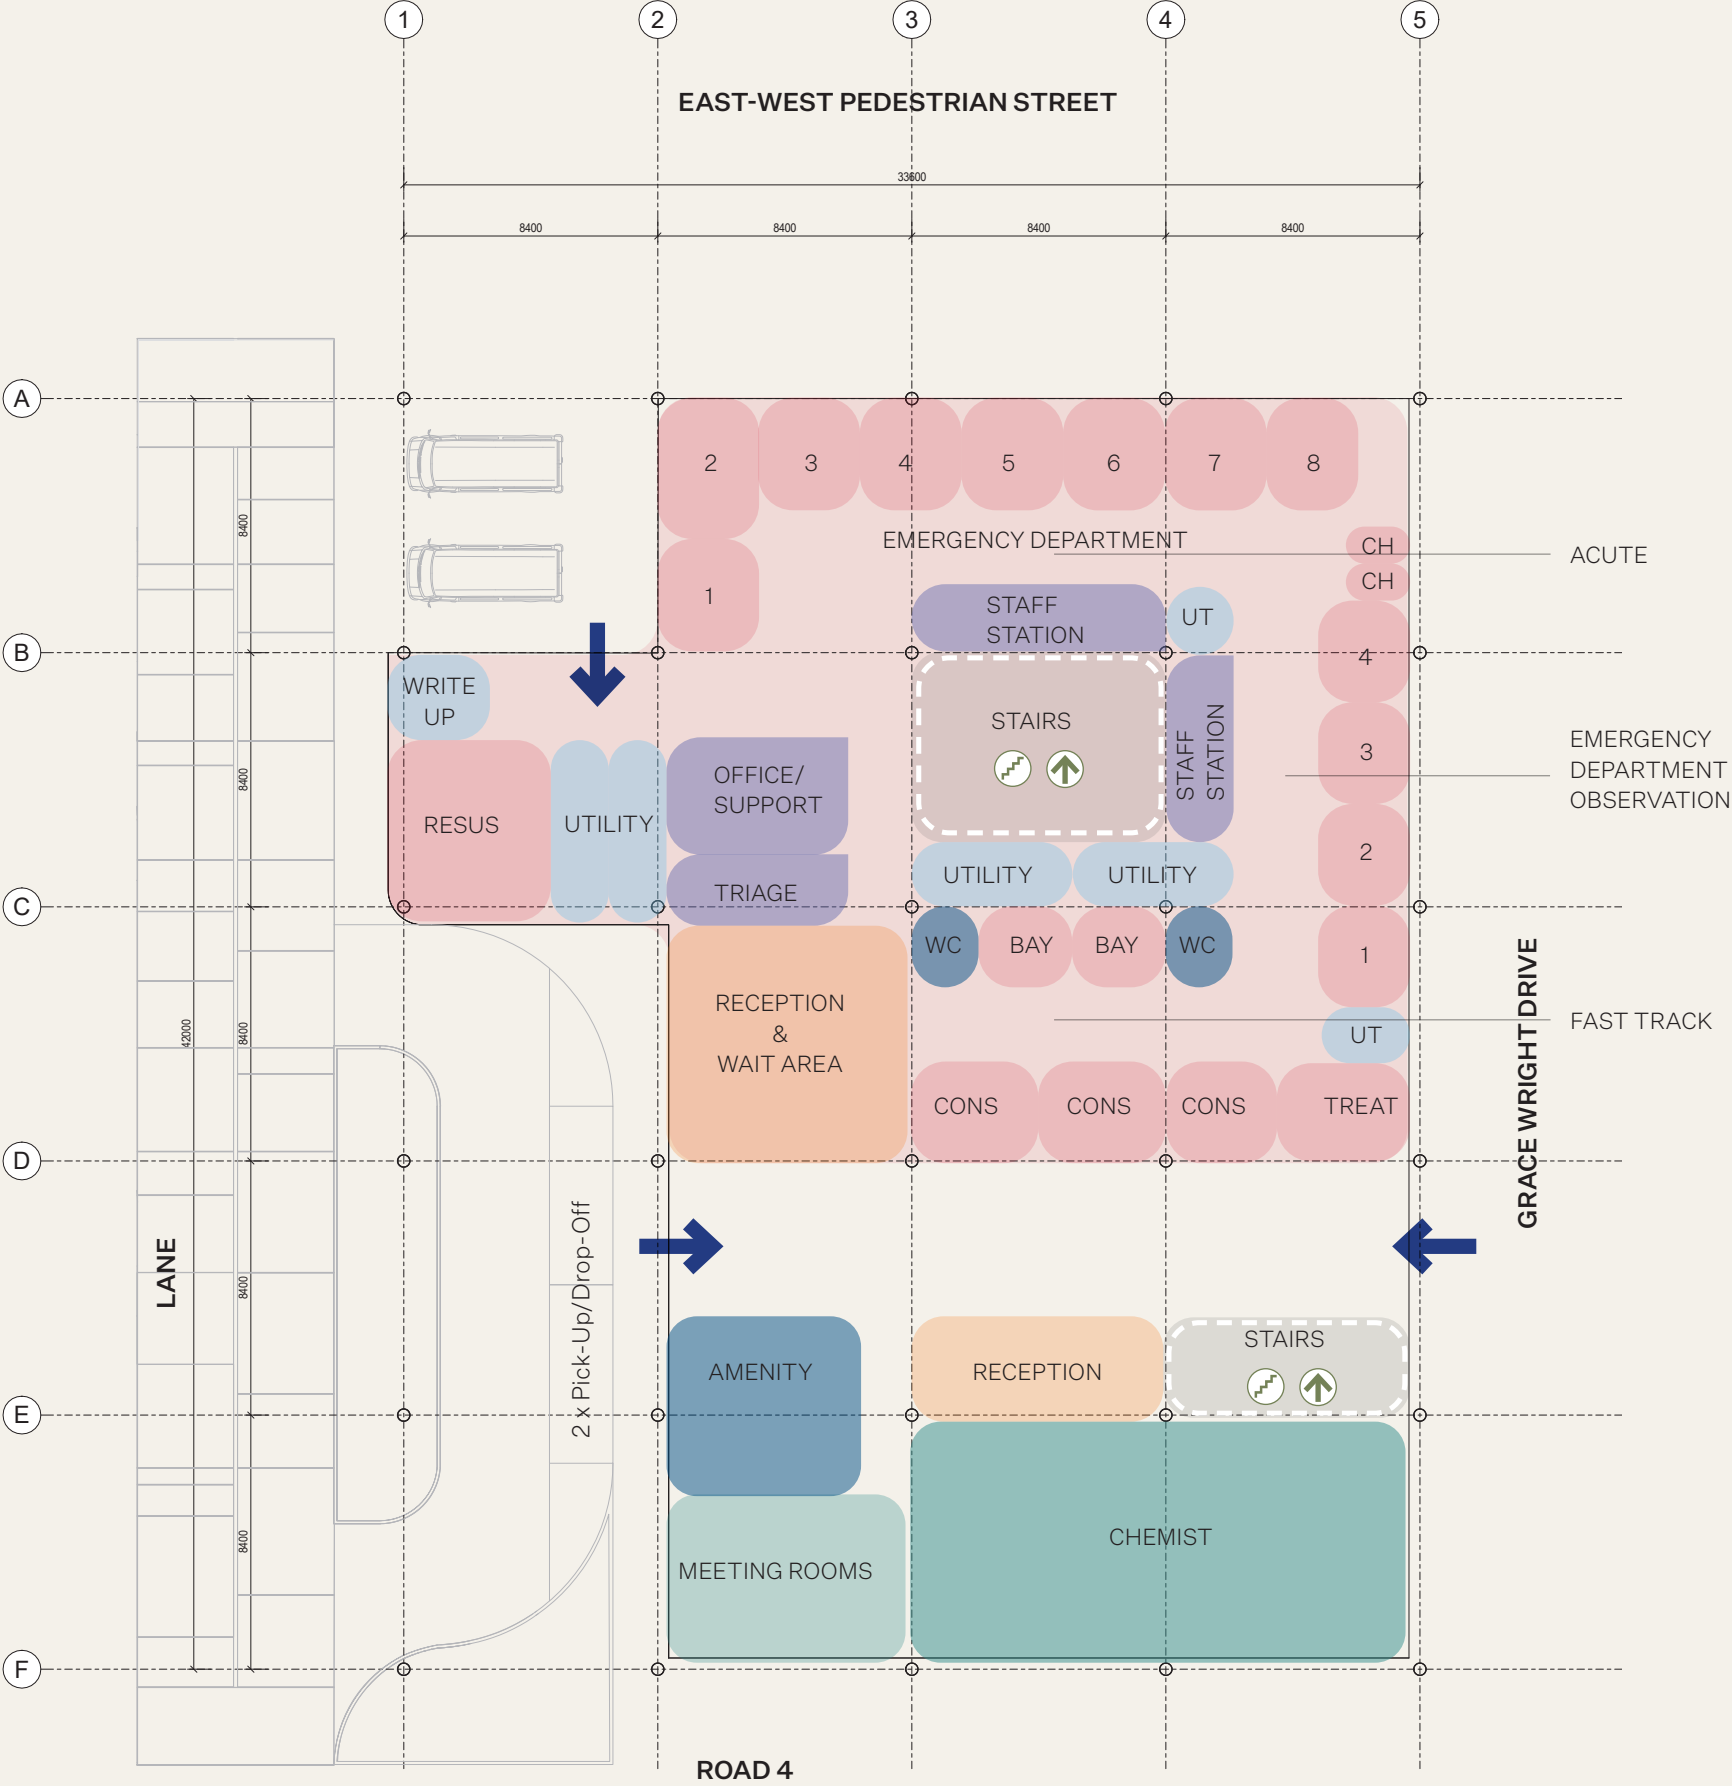 1
2
3
4
5
EAST-WEST PEDESTRIAN STREET
33600
8400
8400
8400
8400
A
2
3
4
5
6
7
8
8400
EMERGENCY DEPARTMENT
CH
ACUTE
CH
1
STAFF
STATION
UT
B
4
WRITE
UP
STAIRS
STAFF
STATION
3
EMERGENCY
DEPARTMENT
OBSERVATION
8400
OFFICE/
SUPPORT
RESUS
UTILITY
2
TRIAGE
UTILITY
UTILITY
C
WC
BAY
BAY
WC
1
RECEPTION
&
WAIT AREA
42000
8400
FAST TRACK
UT
GRACE WRIGHT DRIVE
CONS
CONS
CONS
TREAT
D
LANE
8400
2 x Pick-Up/Drop-Off
STAIRS
AMENITY
RECEPTION
E
8400
CHEMIST
MEETING ROOMS
F
ROAD 4